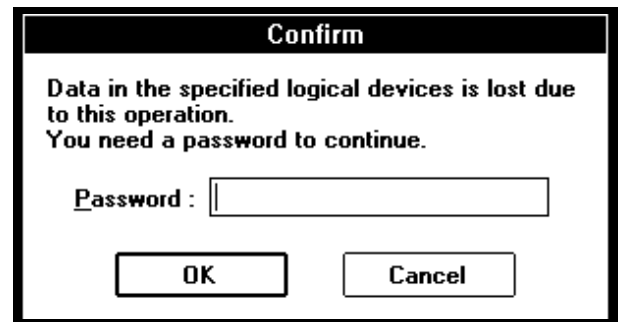 Confirm
Data in the specified logical devices is lost due
to this operation.
You need a password to continue.
Password :
OK Cancel